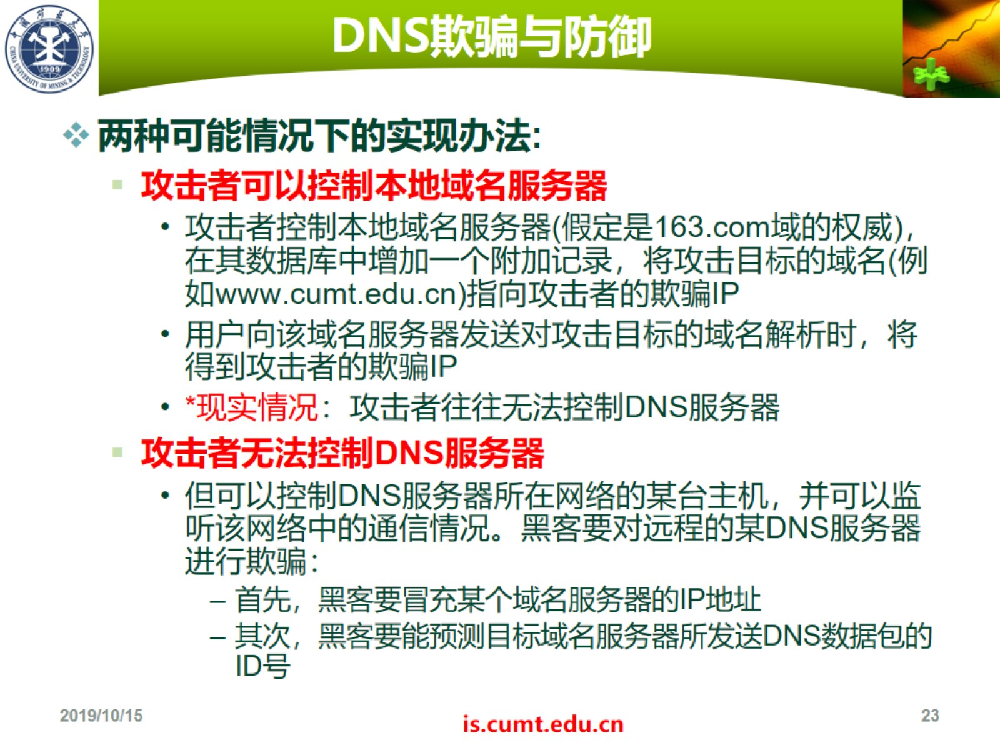 中国矿业大学
CHINA UNIVERSITY OF MINING & TECHNOLOGY
1909
DNS欺骗与防御
两种可能情况下的实现办法:
攻击者可以控制本地域名服务器
• 攻击者控制本地域名服务器(假定是163.com域的权威),
在其数据库中增加一个附加记录，将攻击目标的域名(例
如www.cumt.edu.cn)指向攻击者的欺骗IP
• 用户向该域名服务器发送对攻击目标的域名解析时，将
得到攻击者的欺骗IP
• *现实情况：攻击者往往无法控制DNS服务器
攻击者无法控制DNS服务器
• 但可以控制DNS服务器所在网络的某台主机，并可以监
听该网络中的通信情况。黑客要对远程的某DNS服务器
进行欺骗：
– 首先，黑客要冒充某个域名服务器的IP地址
– 其次，黑客要能预测目标域名服务器所发送DNS数据包的
ID号
2019/10/15
is.cumt.edu.cn
23